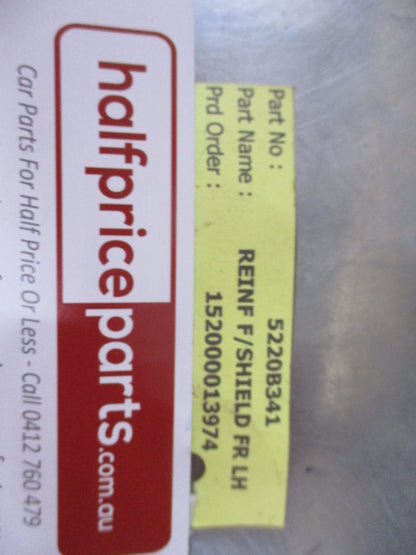 Part No : 5220B341
Part Name : REINF F/SHIELD FR LH
Prd Order : 152000013974
halfpriceparts.com.au
Car Parts For Half Price Or Less - Call 0412 760 479